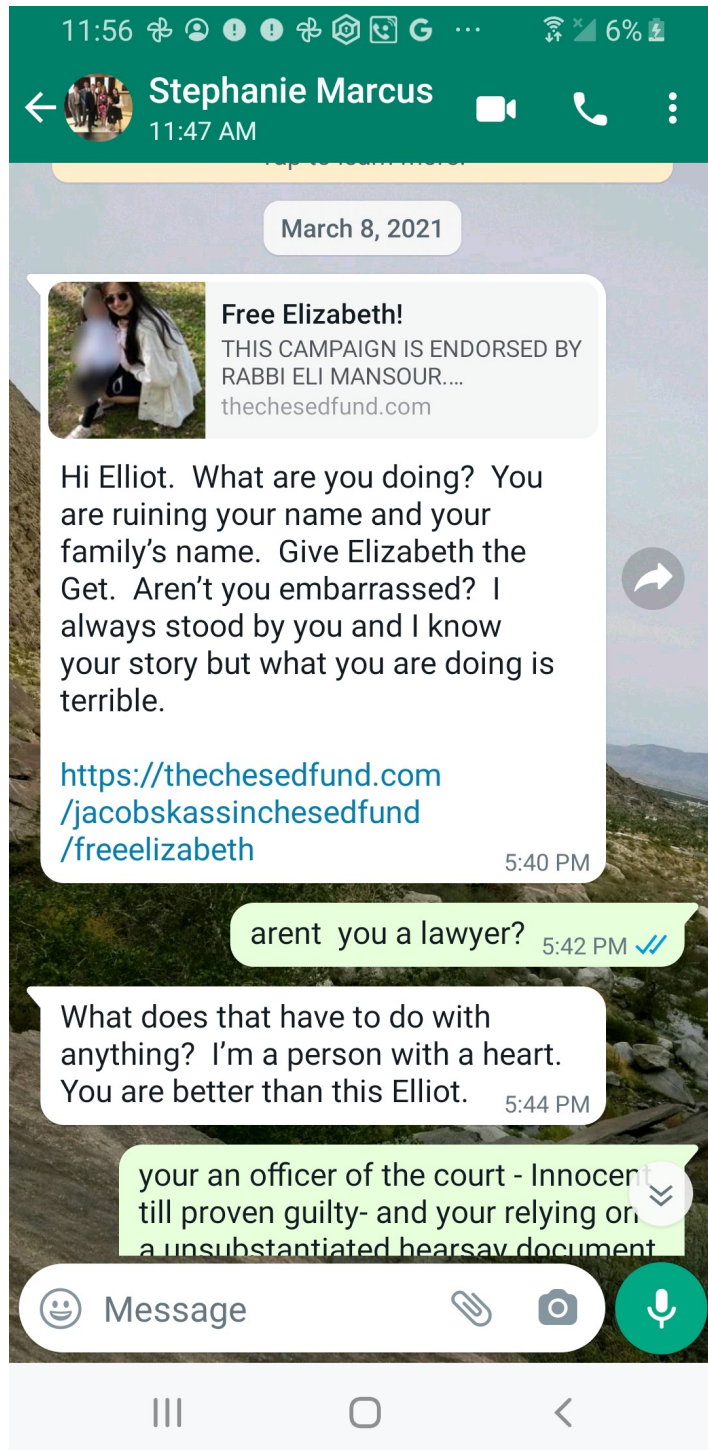 11:56
G
6%
Stephanie Marcus
11:47 AM
March 8, 2021
Free Elizabeth!
THIS CAMPAIGN IS ENDORSED BY
RABBI ELI MANSOUR....
thechesedfund.com
Hi Elliot.  What are you doing?  You
are ruining your name and your
family’s name.  Give Elizabeth the
Get.  Aren’t you embarrassed?  I
always stood by you and I know
your story but what you are doing is
terrible.
https://thechesedfund.com
/jacobskassinchesedfund
/freeelizabeth
5:40 PM
arent  you a lawyer?
5:42 PM
What does that have to do with
anything?  I’m a person with a heart.
You are better than this Elliot.
5:44 PM
your an officer of the court - Innocent
till proven guilty- and your relying on
a unsubstantiated hearsay document
Message